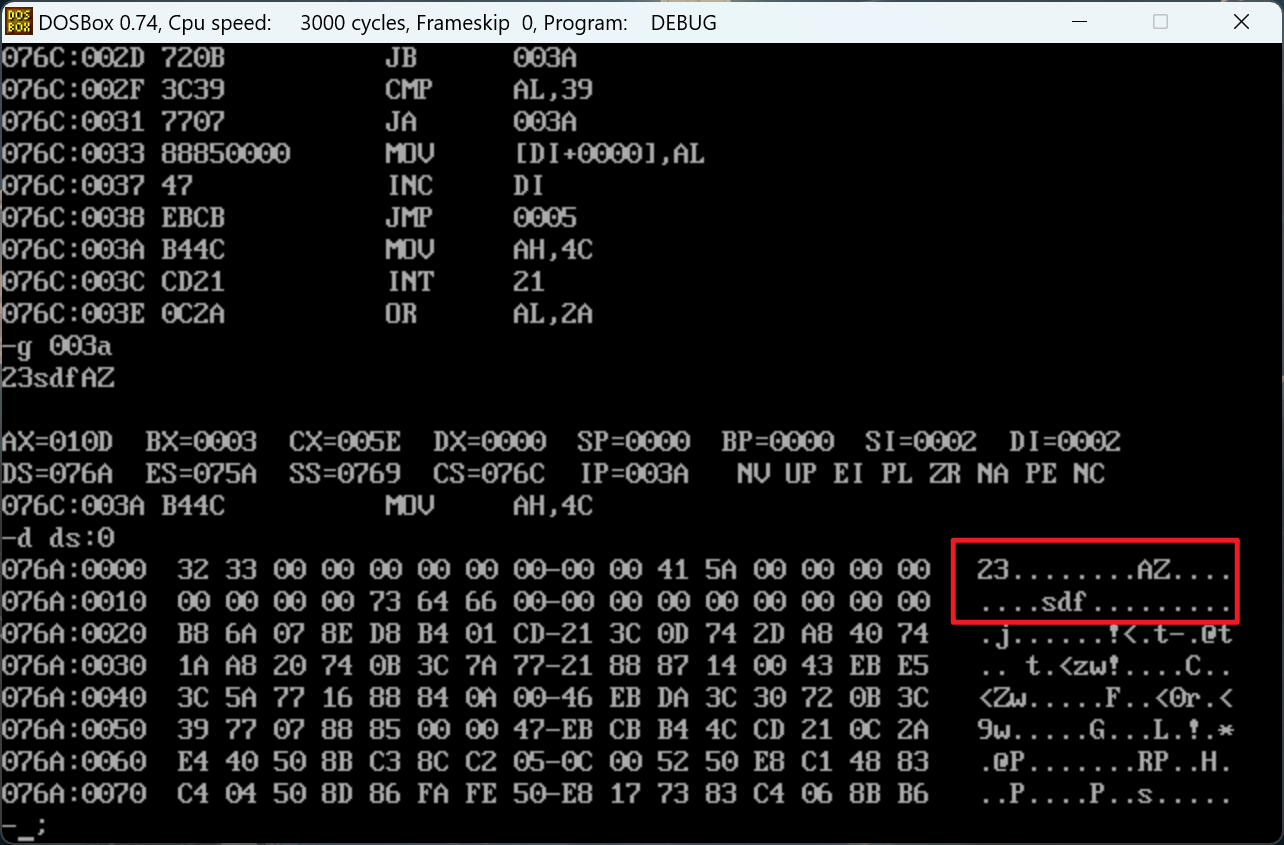 DOSBox 0.74, Cpu speed: 3000 cycles, Frameskip 0, Program: DEBUG
076C:002D 720B JB 003A
076C:002F 3C39 CMP AL,39
076C:0031 7707 JA 003A
076C:0033 88850000 MOV [DI+0000],AL
076C:0037 47 INC DI
076C:0038 EBCB JMP 0005
076C:003A B44C MOV AH,4C
076C:003C CD21 INT 21
076C:003E 0C2A OR AL,2A
-g 003a
23sdfAZ
AX=010D BX=0003 CX=005E DX=0000 SP=0000 BP=0000 SI=0002 DI=0002
DS=076A ES=075A SS=0769 CS=076C IP=003A NV UP EI PL ZR NA PE NC
076C:003A B44C MOV AH,4C
-d ds:0
076A:0000 32 33 00 00 00 00 00 00-00 00 41 5A 00 00 00 00 23........AZ....
076A:0010 00 00 00 00 73 64 66 00-00 00 00 00 00 00 00 00 ....sdf.........
076A:0020 B8 6A 07 8E D8 B4 01 CD-21 3C 0D 74 2D A8 40 74 .j......!<.t-.@t
076A:0030 1A A8 20 74 0B 3C 7A 77-21 88 87 14 00 43 EB E5 .. t.<zw!....C..
076A:0040 3C 5A 77 16 88 84 0A 00-46 EB DA 3C 30 72 0B 3C <Zw.....F..<0r.<
076A:0050 39 77 07 88 85 00 00 47-EB CB B4 4C CD 21 0C 2A 9w.....G...L.!.*
076A:0060 E4 40 50 8B C3 8C C2 05-0C 00 52 50 E8 C1 48 83 .@P.......RP..H.
076A:0070 C4 04 50 8D 86 FA FE 50-E8 17 73 83 C4 06 8B B6 ..P....P..s.....
-_;